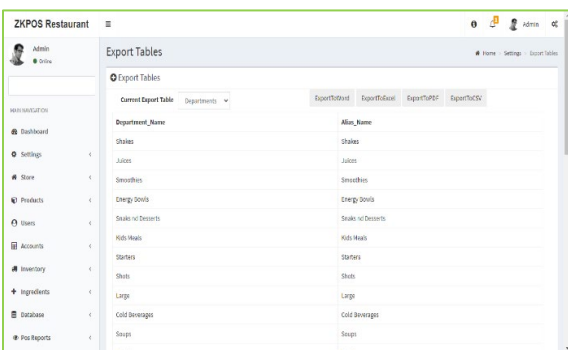 ZKPOS Restaurant
Admin
Admin
Online
Export Tables
Home > Settings > Export Tables
Export Tables
Current Export Table
Departments
ExportToWord
ExportToExcel
ExportToPDF
ExportToCSV
MAIN NAVIGATION
Dashboard
Settings
Store
Products
Users
Accounts
Inventory
Ingredients
Database
Pos Reports
Department_Name Alias_Name
Shakes Shakes
Juices Juices
Smoothies Smoothies
Energy Bowls Energy Bowls
Snaks nd Desserts Snaks nd Desserts
Kids Meals Kids Meals
Starters Starters
Shots Shots
Large Large
Cold Beverages Cold Beverages
Soups Soups